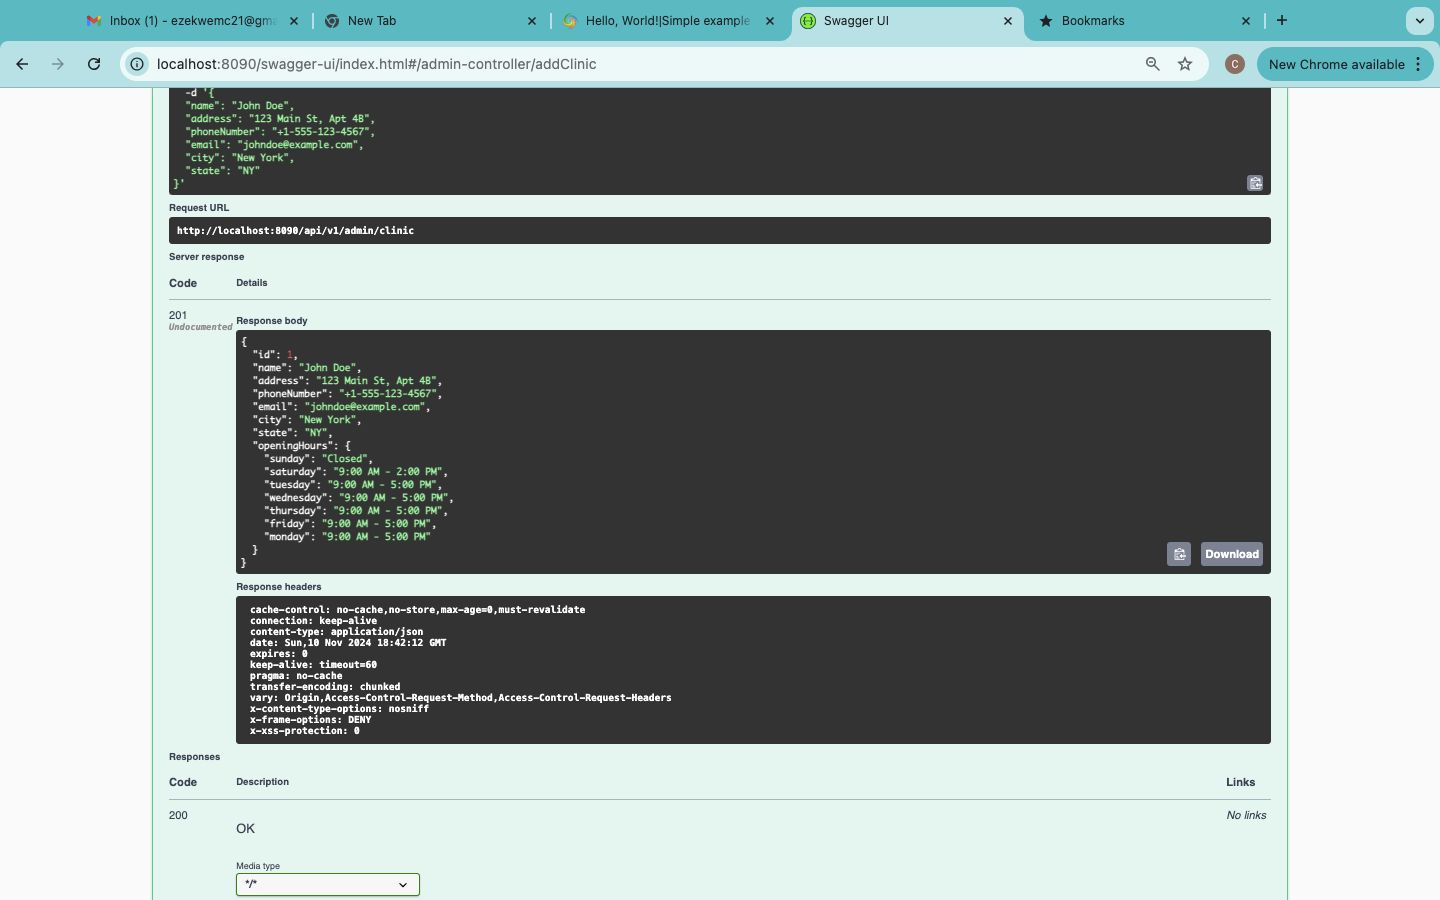 Inbox (1) - ezekwemc21@gma
New Tab
Hello, World!|Simple example
Swagger UI
Bookmarks
localhost:8090/swagger-ui/index.html#/admin-controller/addClinic
C
New Chrome available
-d '{
"name": "John Doe",
"address": "123 Main St, Apt 4B",
"phoneNumber": "+1-555-123-4567",
"email": "johndoe@example.com",
"city": "New York",
"state": "NY"
}'
Request URL
http://localhost:8090/api/v1/admin/clinic
Server response
Code Details
201
Undocumented
Response body
{
"id": 1,
"name": "John Doe",
"address": "123 Main St, Apt 4B",
"phoneNumber": "+1-555-123-4567",
"email": "johndoe@example.com",
"city": "New York",
"state": "NY",
"openingHours": {
"sunday": "Closed",
"saturday": "9:00 AM - 2:00 PM",
"tuesday": "9:00 AM - 5:00 PM",
"wednesday": "9:00 AM - 5:00 PM",
"thursday": "9:00 AM - 5:00 PM",
"friday": "9:00 AM - 5:00 PM",
"monday": "9:00 AM - 5:00 PM"
}
}
Download
Response headers
cache-control: no-cache,no-store,max-age=0,must-revalidate
connection: keep-alive
content-type: application/json
date: Sun,10 Nov 2024 18:42:12 GMT
expires: 0
keep-alive: timeout=60
pragma: no-cache
transfer-encoding: chunked
vary: Origin,Access-Control-Request-Method,Access-Control-Request-Headers
x-content-type-options: nosniff
x-frame-options: DENY
x-xss-protection: 0
Responses
Code Description Links
200 No links
OK
Media type
*/*